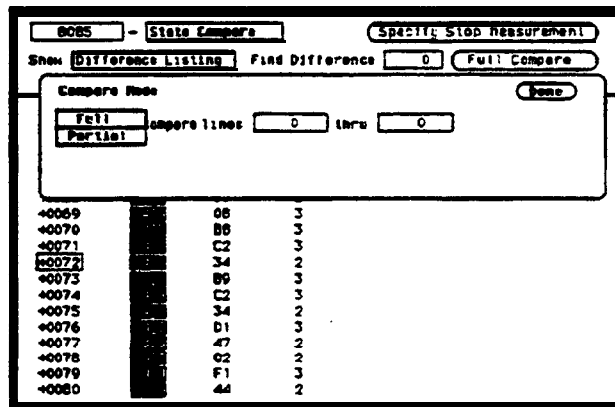 8085 - State Compare Specify Stop Measurement
Show Difference Listing Find Difference 0 Full Compare
Compare Mode Done
Full
Partial
Compare lines 0 thru 0
+0069 08 3
+0070 B8 3
+0071 C2 3
+0072 34 2
+0073 B9 3
+0074 C2 3
+0075 34 2
+0076 D1 3
+0077 47 2
+0078 02 2
+0079 F1 3
+0080 44 2